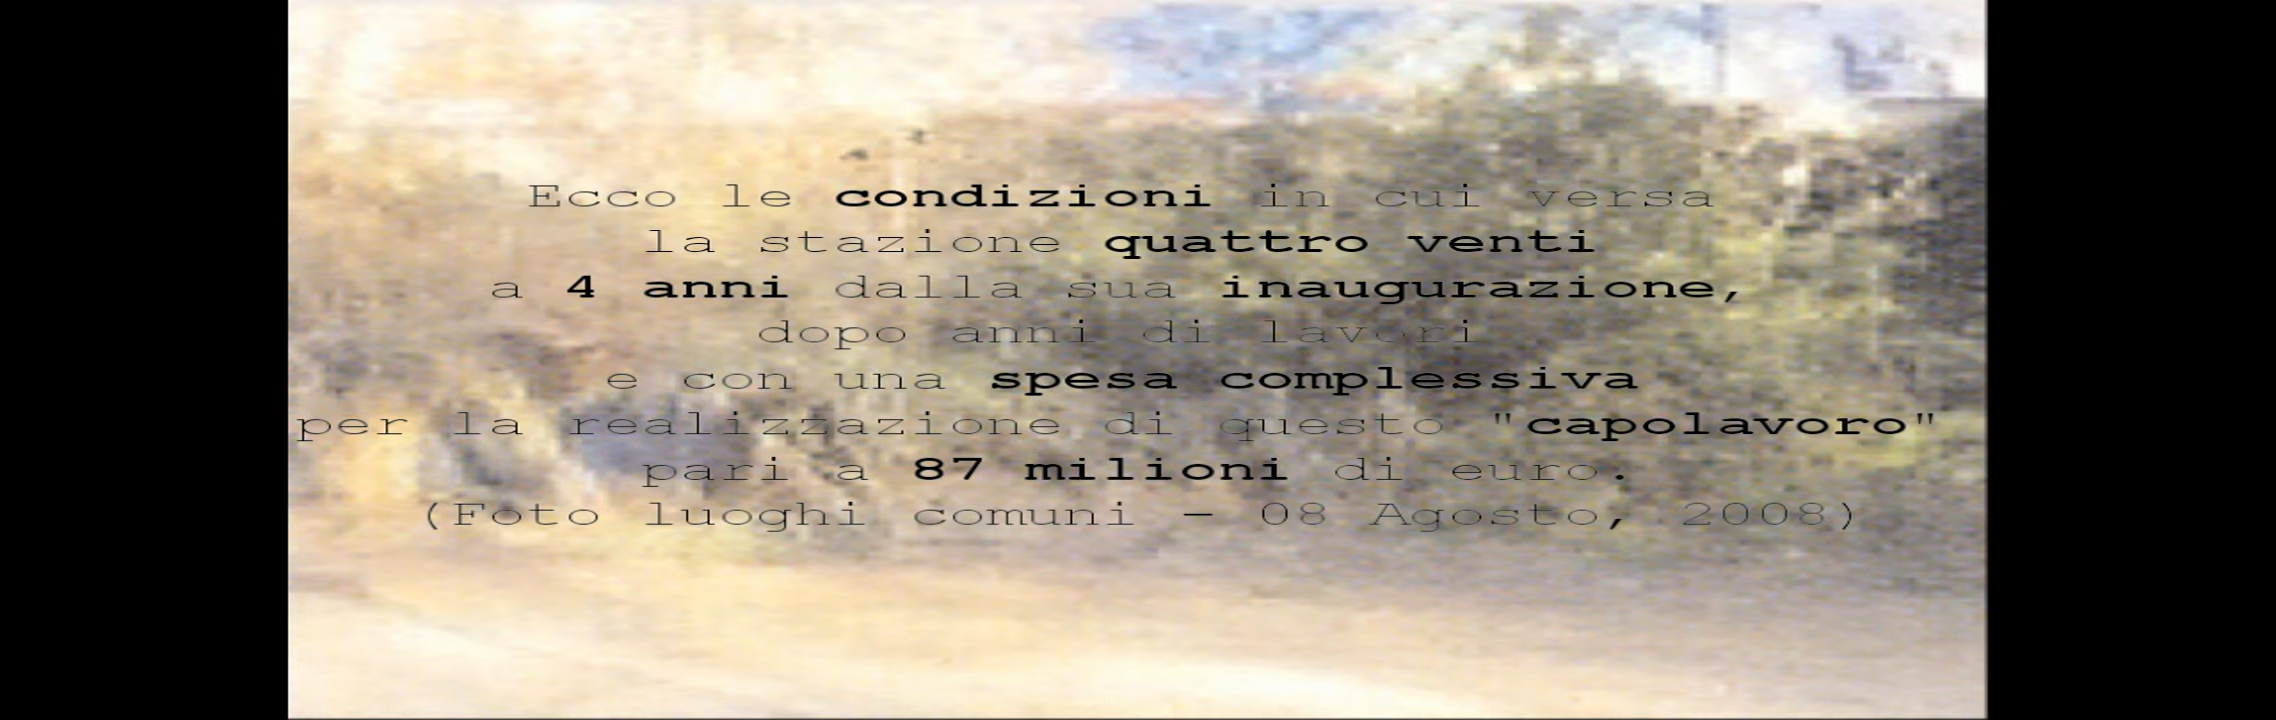 Ecco le condizioni in cui versa
la stazione quattro venti
a 4 anni dalla sua inaugurazione,
dopo anni di lavori
e con una spesa complessiva
per la realizzazione di questo "capolavoro"
pari a 87 milioni di euro.
(Foto luoghi comuni - 08 Agosto, 2008)